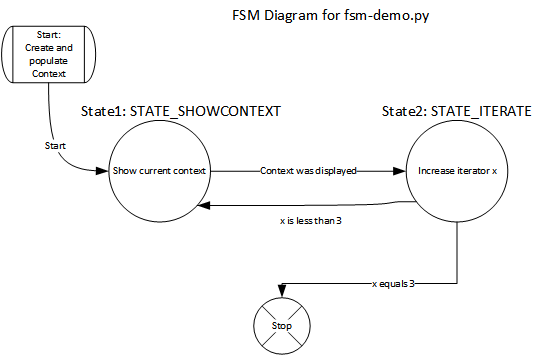 FSM Diagram for fsm-demo.py
Start:
Create and
populate
Context
Start
State1: STATE_SHOWCONTEXT
State2: STATE_ITERATE
Show current context
Context was displayed
Increase iterator x
x is less than 3
x equals 3
Stop